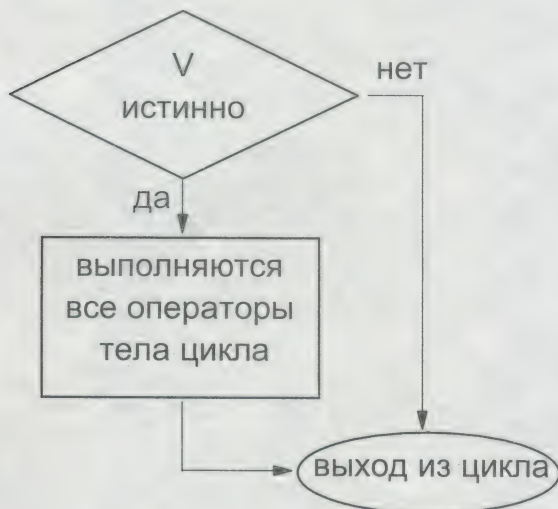 V
истинно
нет
да
выполняются
все операторы
тела цикла
выход из цикла